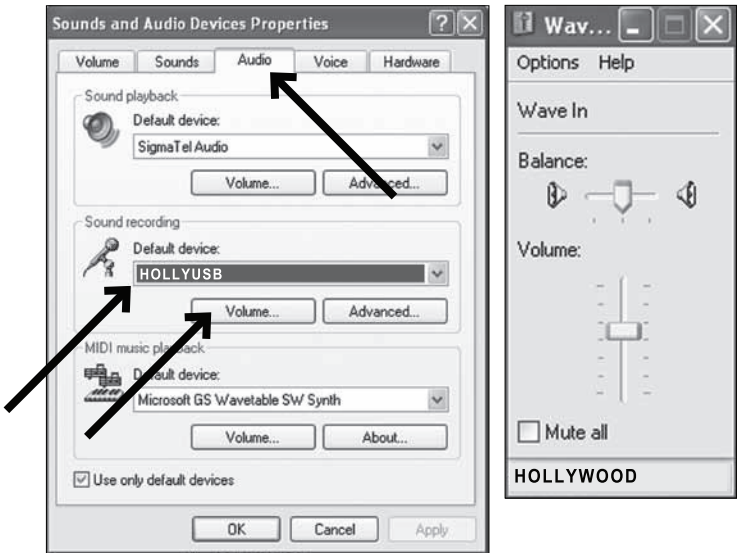 Sounds and Audio Devices Properties
Volume Sounds Audio Voice Hardware
Sound playback
Default device:
SigmaTel Audio
Volume... Advanced...
Sound recording
Default device:
HOLLYUSB
Volume... Advanced...
MIDI music playback
Default device:
Microsoft GS Wavetable SW Synth
Volume... About...
Use only default devices
OK Cancel Apply
Wav...
Options Help
Wave In
Balance:
Volume:
Mute all
HOLLYWOOD